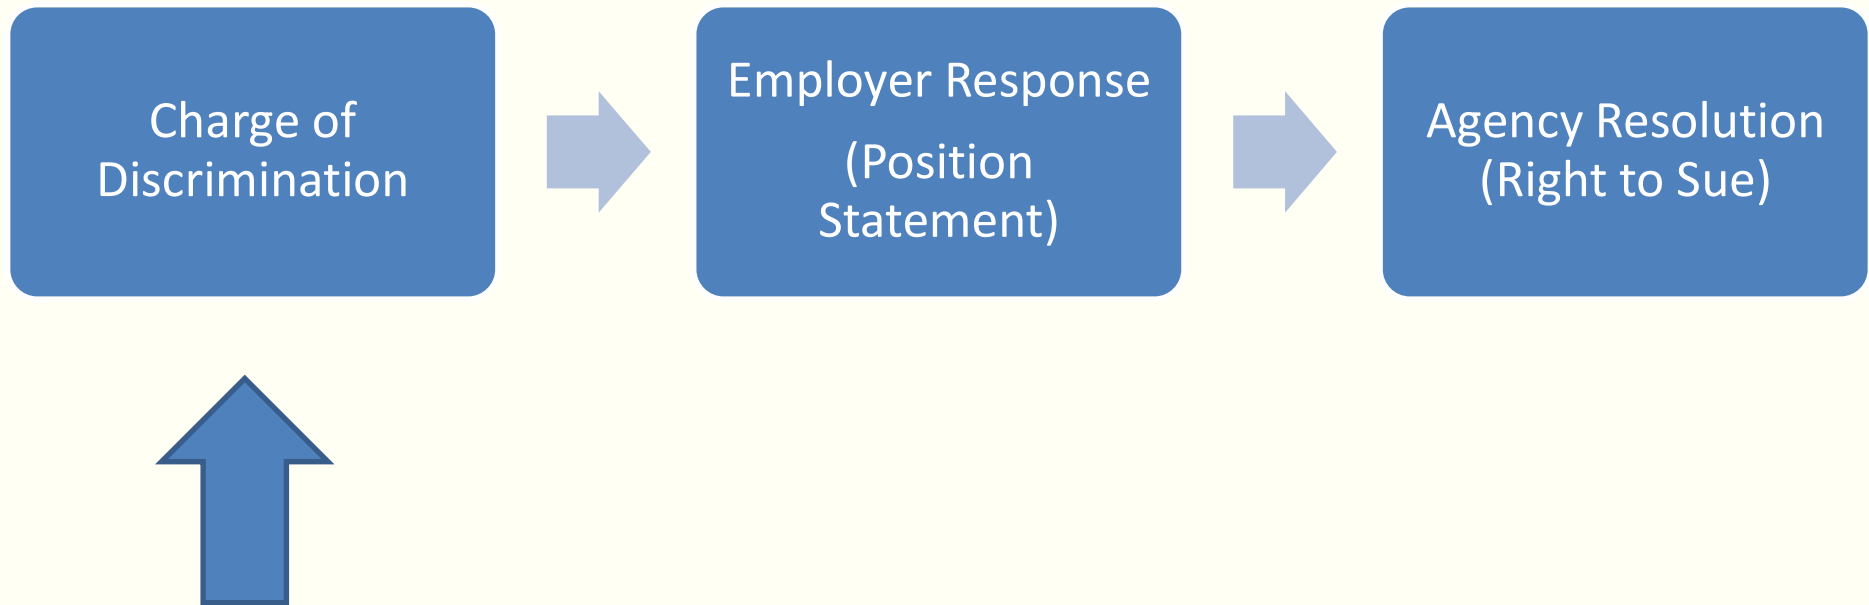 Charge of
Discrimination
Employer Response
(Position
Statement)
Agency Resolution
(Right to Sue)